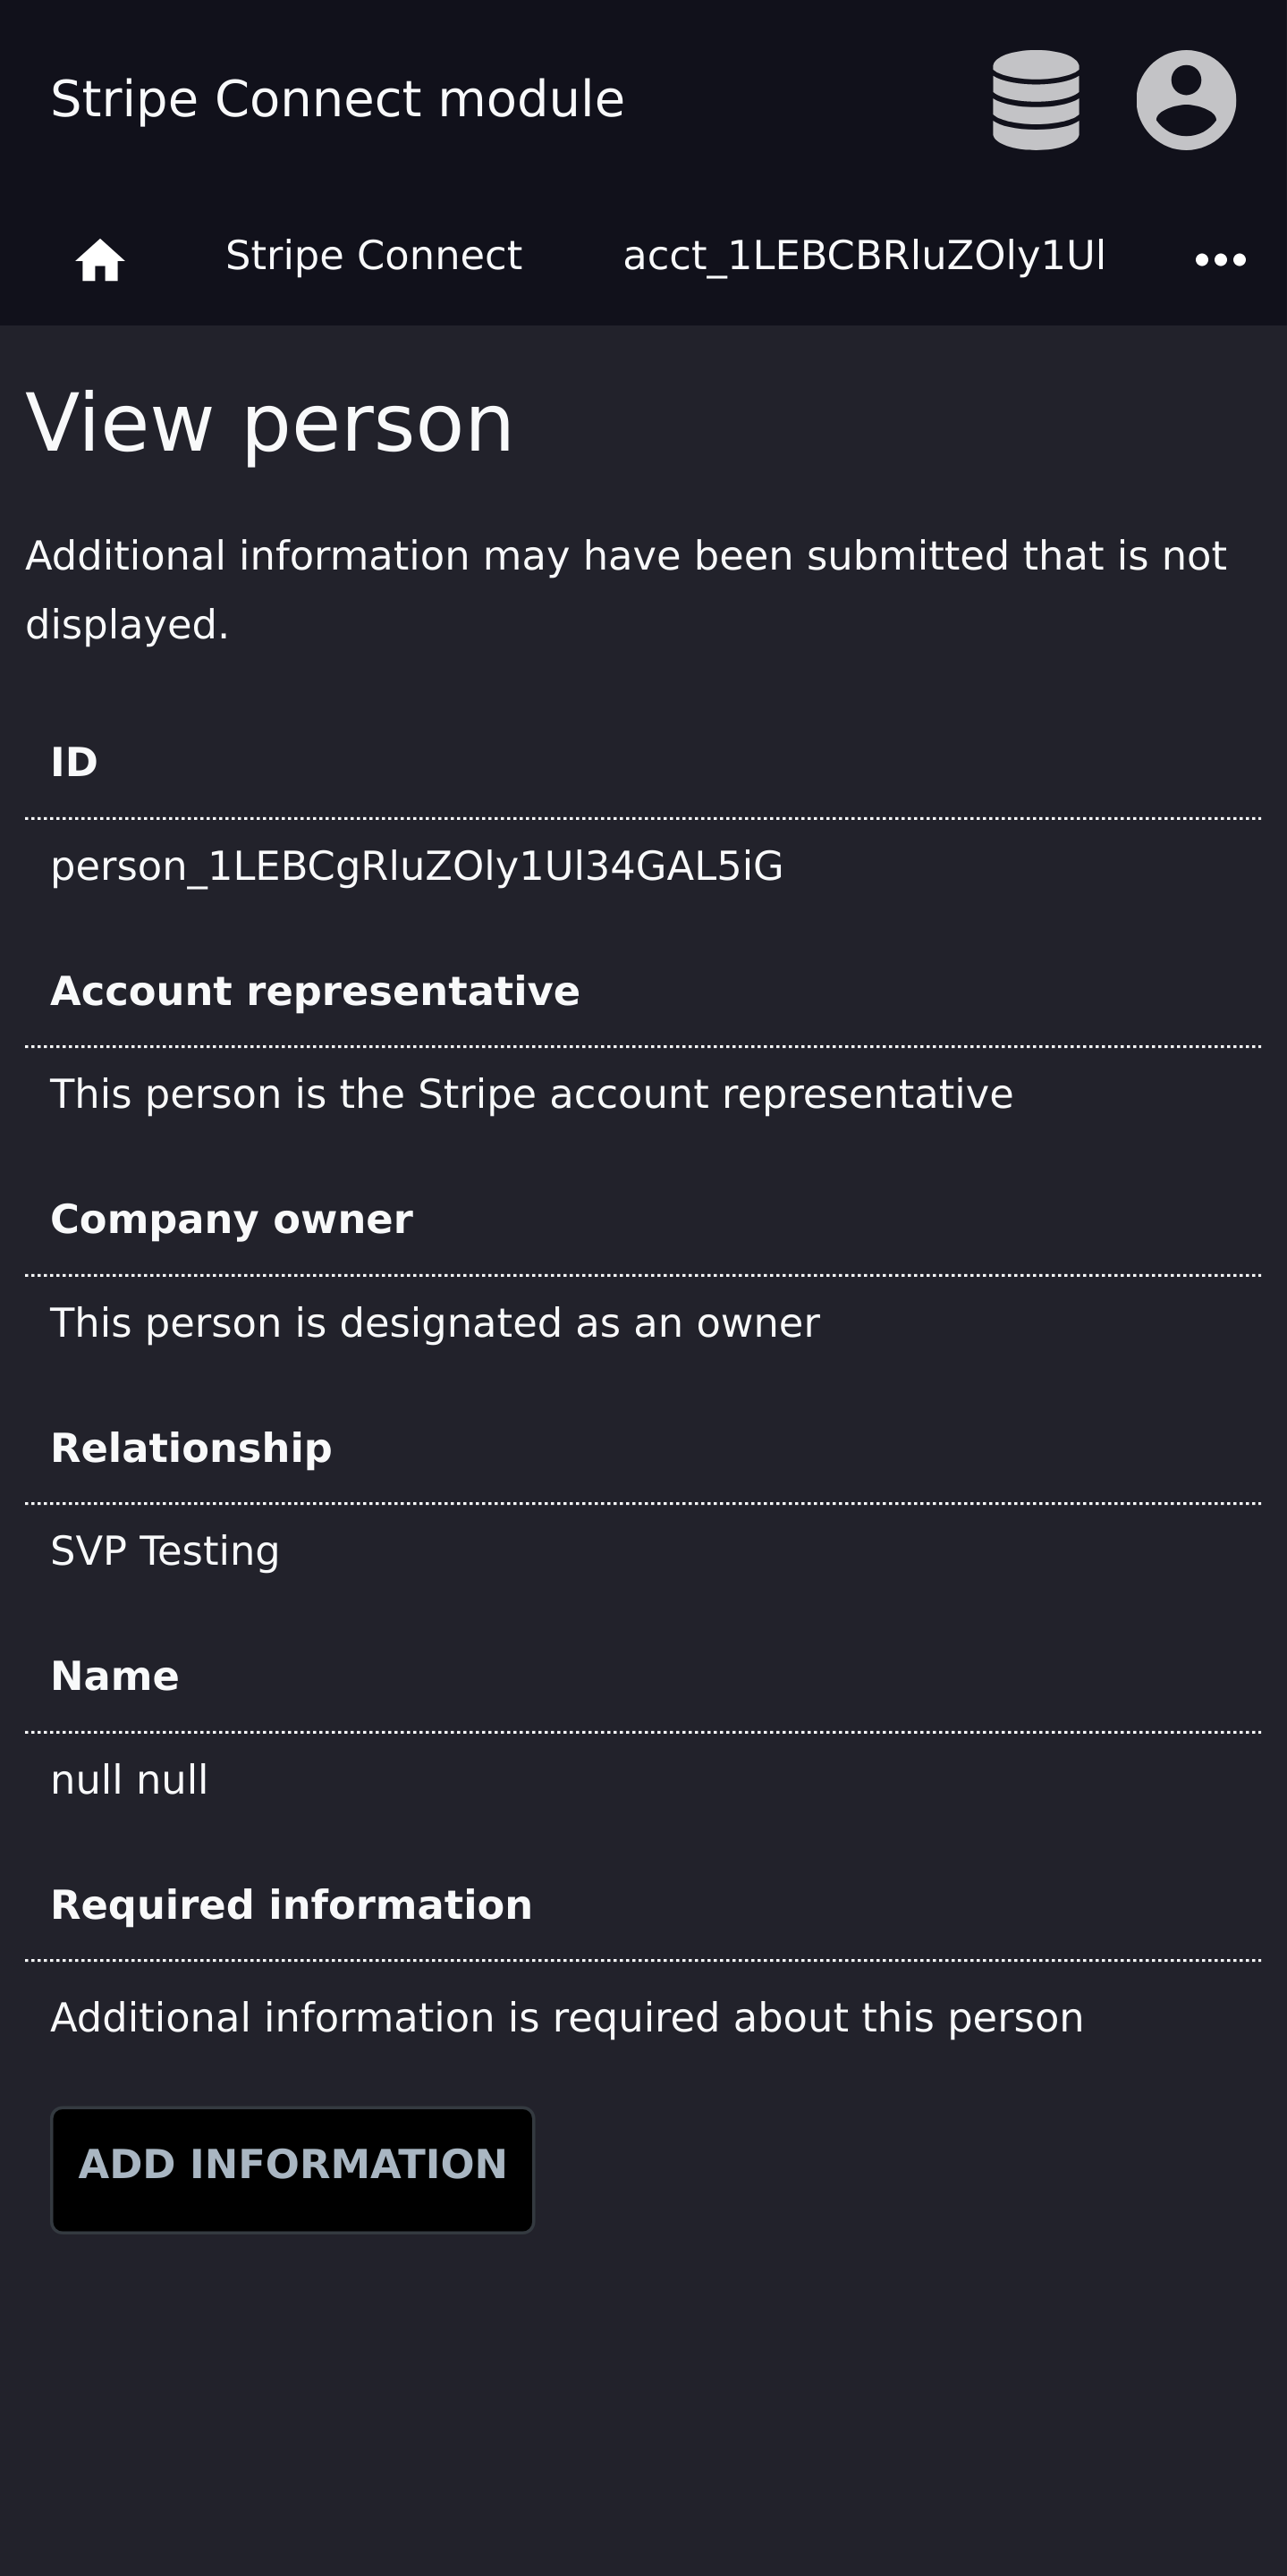 Stripe Connect module
Stripe Connect acct_1LEBCBRluZOly1Ul
View person
Additional information may have been submitted that is not
displayed.
ID
person_1LEBCgRluZOly1Ul34GAL5iG
Account representative
This person is the Stripe account representative
Company owner
This person is designated as an owner
Relationship
SVP Testing
Name
null null
Required information
Additional information is required about this person
ADD INFORMATION